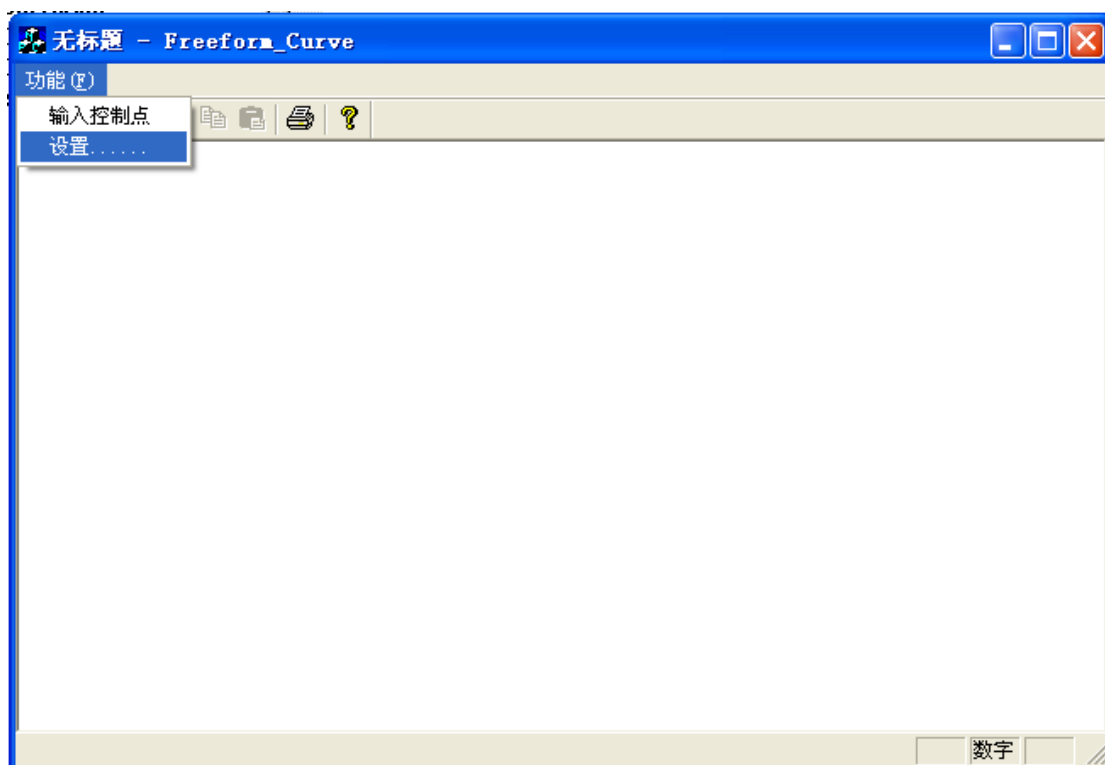 无标题 - Freeform_Curve
功能(F)
输入控制点
设置......
数字